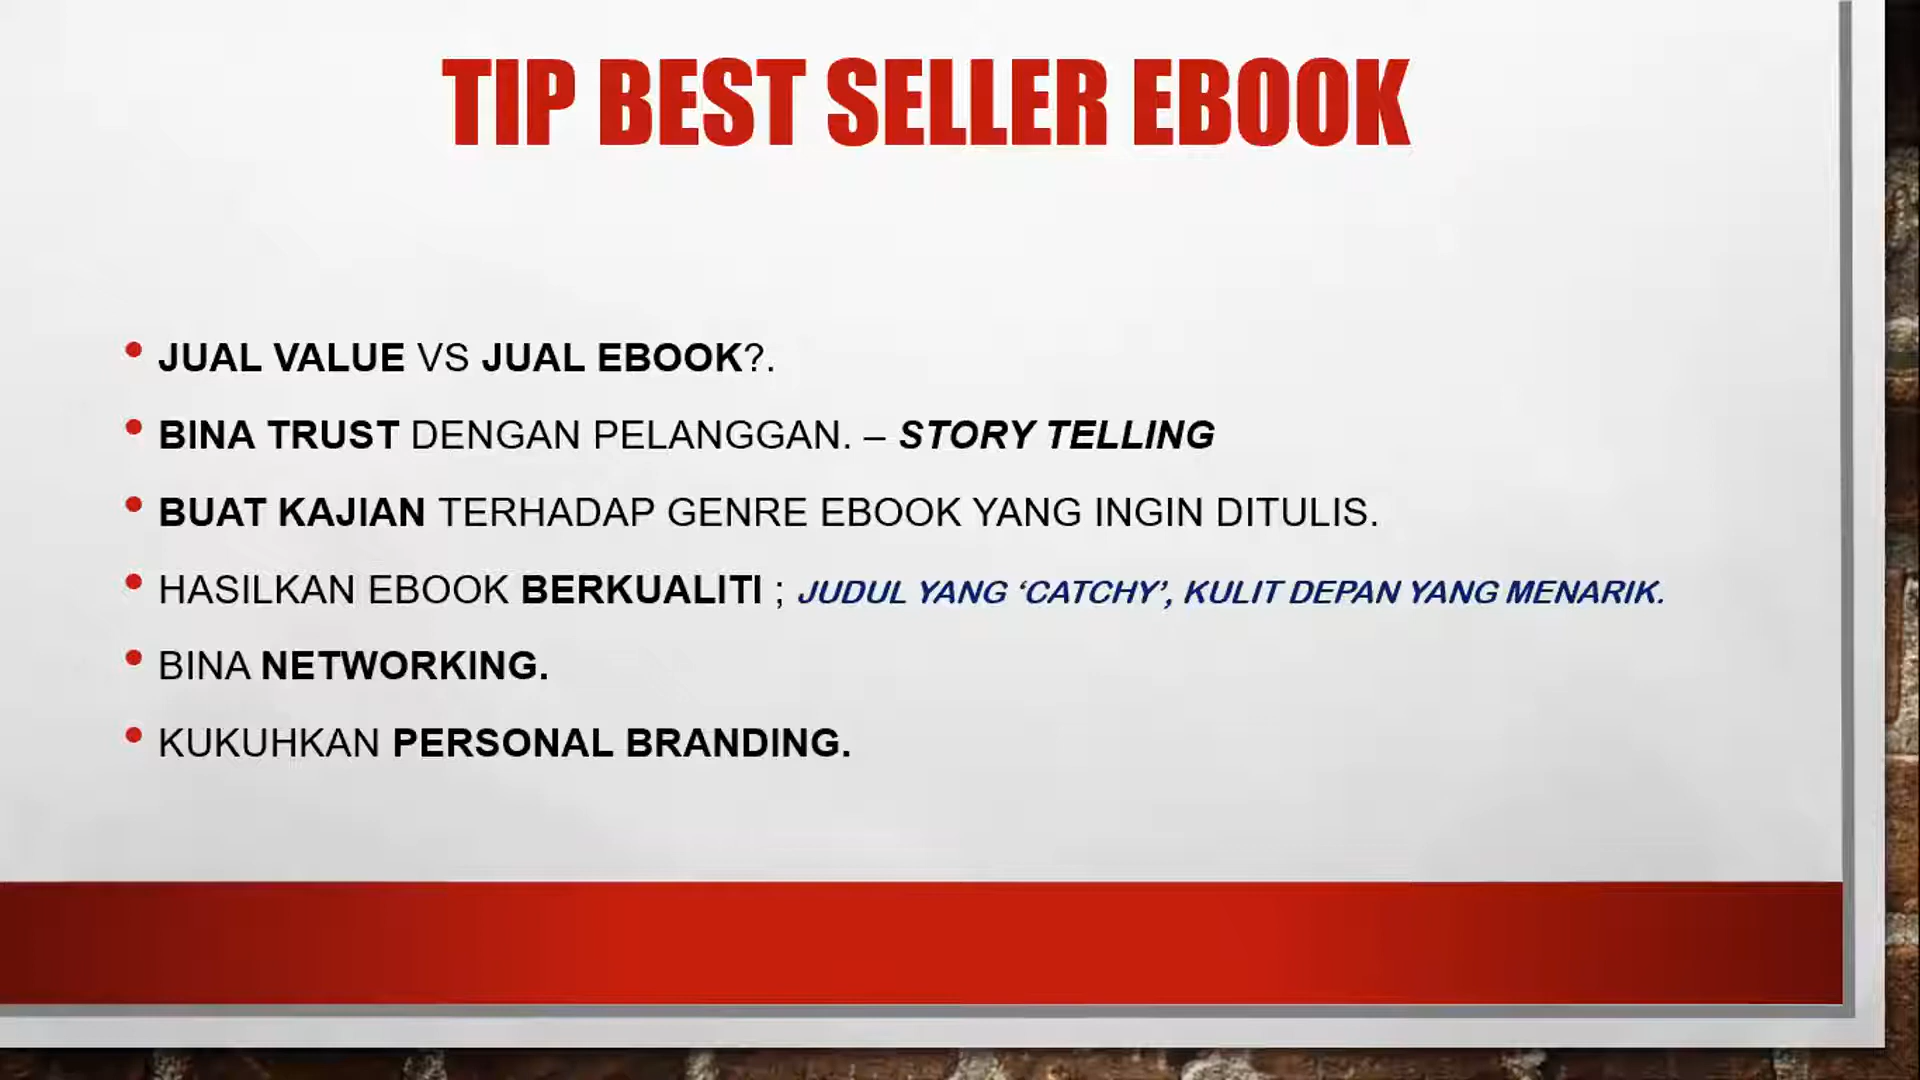 TIP BEST SELLER EBOOK
• JUAL VALUE VS JUAL EBOOK?.
• BINA TRUST DENGAN PELANGGAN. – STORY TELLING
• BUAT KAJIAN TERHADAP GENRE EBOOK YANG INGIN DITULIS.
• HASILKAN EBOOK BERKUALITI ; JUDUL YANG ‘CATCHY’, KULIT DEPAN YANG MENARIK.
• BINA NETWORKING.
• KUKUHKAN PERSONAL BRANDING.